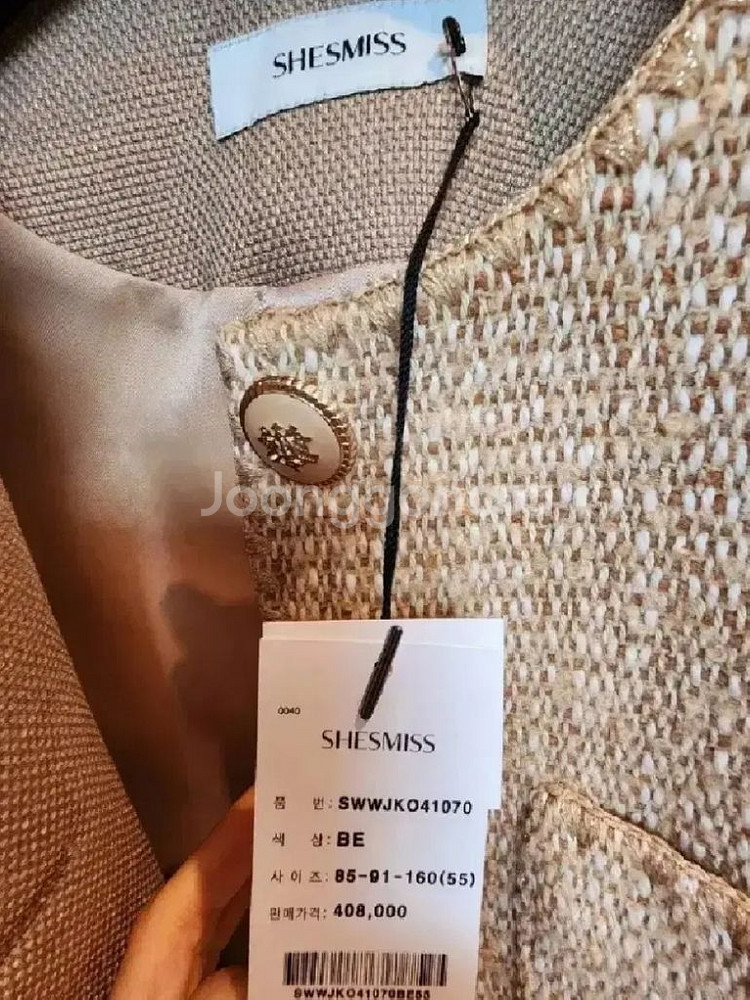 SHESMISS
Joonggonara
0040
SHESMISS
품 번: SWWJKO41070
색 상: BE
사 이 즈: 85-91-160(55)
판매가격: 408,000
SWWJKO41070BE55